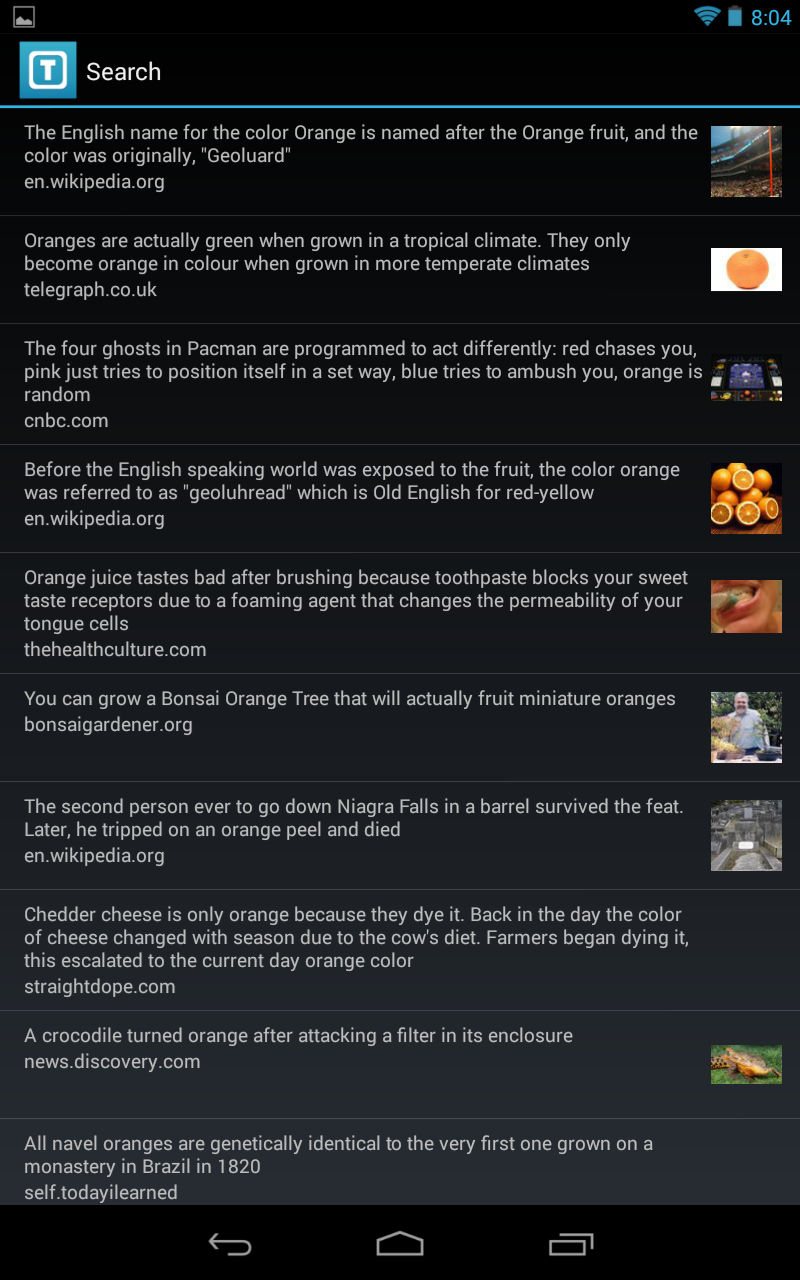 8:04
T Search
The English name for the color Orange is named after the Orange fruit, and the
color was originally, "Geoluard"
en.wikipedia.org
Oranges are actually green when grown in a tropical climate. They only
become orange in colour when grown in more temperate climates
telegraph.co.uk
The four ghosts in Pacman are programmed to act differently: red chases you,
pink just tries to position itself in a set way, blue tries to ambush you, orange is
random
cnbc.com
Before the English speaking world was exposed to the fruit, the color orange
was referred to as "geoluhread" which is Old English for red-yellow
en.wikipedia.org
Orange juice tastes bad after brushing because toothpaste blocks your sweet
taste receptors due to a foaming agent that changes the permeability of your
tongue cells
thehealthculture.com
You can grow a Bonsai Orange Tree that will actually fruit miniature oranges
bonsaigardener.org
The second person ever to go down Niagra Falls in a barrel survived the feat.
Later, he tripped on an orange peel and died
en.wikipedia.org
Chedder cheese is only orange because they dye it. Back in the day the color
of cheese changed with season due to the cow's diet. Farmers began dying it,
this escalated to the current day orange color
straightdope.com
A crocodile turned orange after attacking a filter in its enclosure
news.discovery.com
All navel oranges are genetically identical to the very first one grown on a
monastery in Brazil in 1820
self.todayilearned